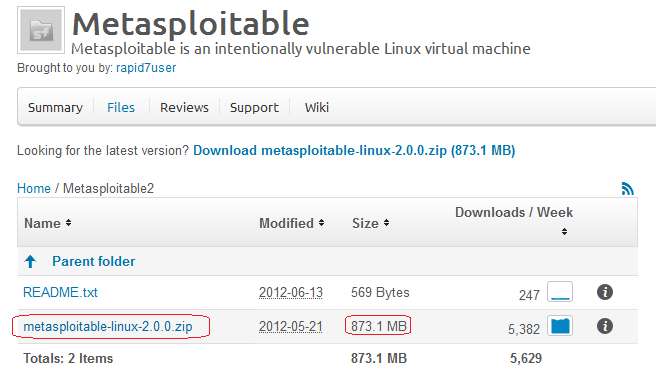 Metasploitable
Metasploitable is an intentionally vulnerable Linux virtual machine
Brought to you by: rapid7user
Summary Files Reviews Support Wiki
Looking for the latest version? Download metasploitable-linux-2.0.0.zip (873.1 MB)
Home / Metasploitable2
Name Modified Size Downloads / Week
Parent folder
README.txt 2012-06-13 569 Bytes 247
metasploitable-linux-2.0.0.zip 2012-05-21 873.1 MB 5,382
Totals: 2 Items 873.1 MB 5,629